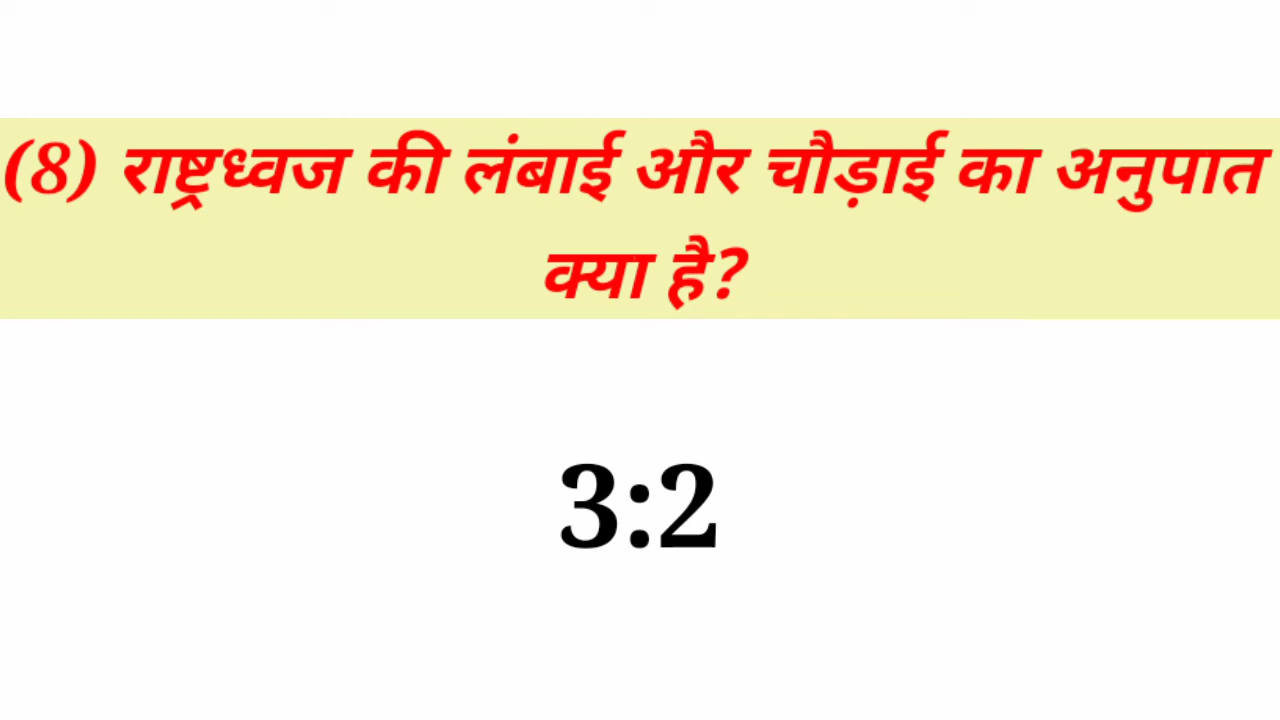 (8) राष्ट्रध्वज की लंबाई और चौड़ाई का अनुपात
क्या है?
3:2